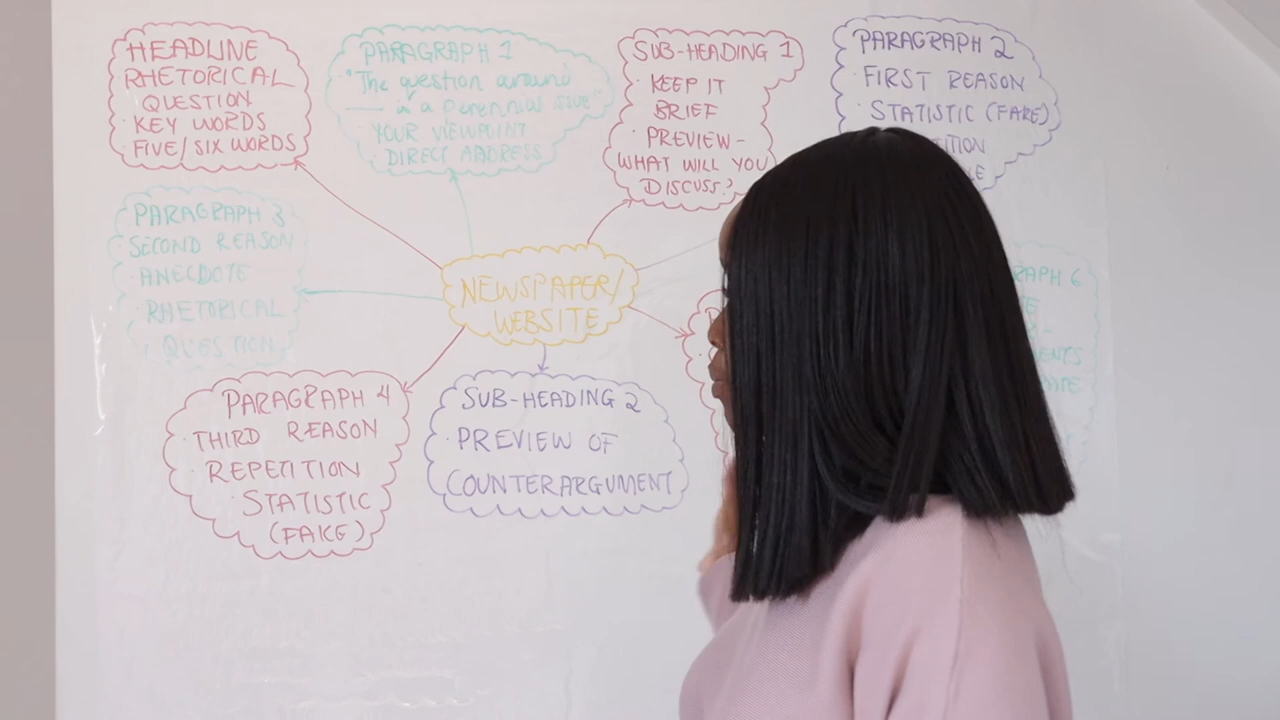 HEADLINE
RHETORICAL
QUESTION
· KEY WORDS
· FIVE/SIX WORDS
PARAGRAPH 1
· "The question around
—— is a perennial issue"
· YOUR VIEWPOINT
· DIRECT ADDRESS
SUB-HEADING 1
· KEEP IT
BRIEF
· PREVIEW -
WHAT WILL YOU
DISCUSS?
PARAGRAPH 2
· FIRST REASON
· STATISTIC (FAKE)
PARAGRAPH 3
· SECOND REASON
· ANECDOTE
· RHETORICAL
QUESTION
NEWSPAPER/
WEBSITE
PARAGRAPH 4
· THIRD REASON
· REPETITION
· STATISTIC
(FAKE)
SUB-HEADING 2
· PREVIEW OF
COUNTERARGUMENT
6